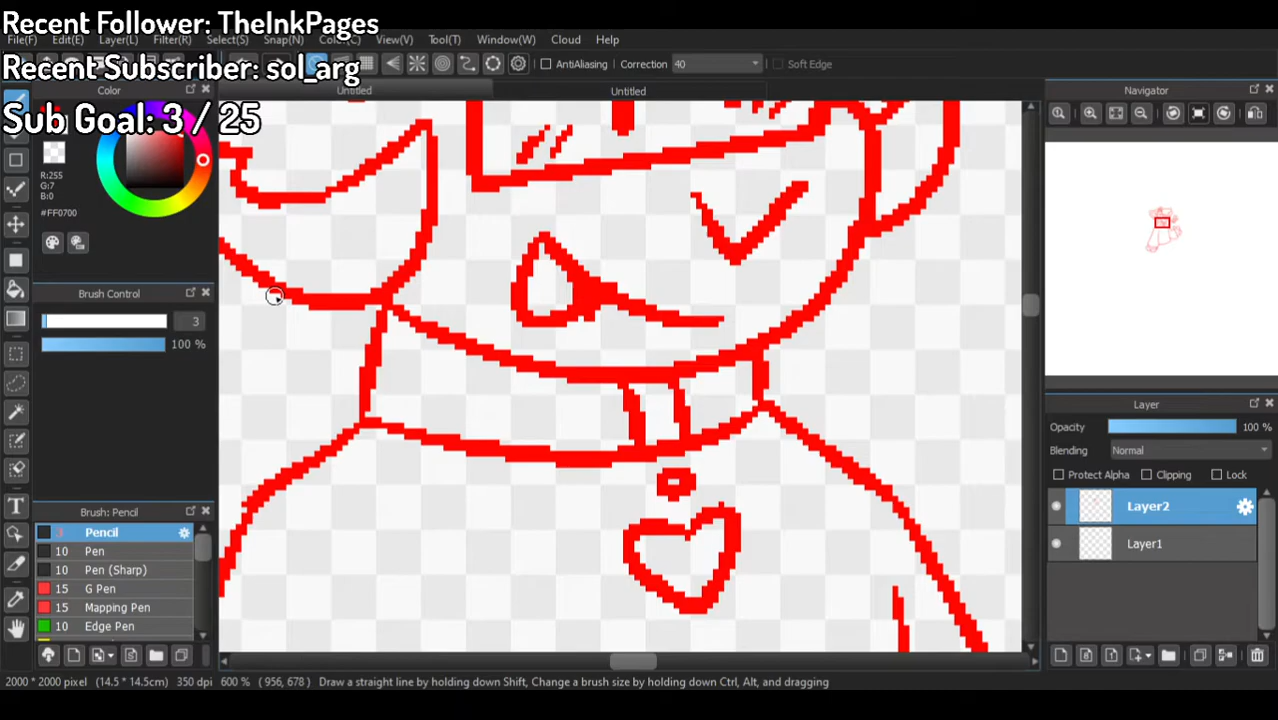 Recent Follower: TheInkPages
File(F) Edit(E) Layer(L) Filter(R) Select(S) Snap(N) Color(C) View(V) Tool(T) Window(W) Cloud Help
Recent Subscriber: sol_arg
AntiAliasing Correction 40 Soft Edge
Sub Goal: 3 / 25
Color
Untitled Untitled
Navigator
R:255
G:7
B:0
#FF0700
Brush Control
3
100 %
Layer
Opacity 100 %
Blending Normal
Protect Alpha Clipping Lock
Layer2
Layer1
Brush: Pencil
3 Pencil
10 Pen
10 Pen (Sharp)
15 G Pen
15 Mapping Pen
10 Edge Pen
2000 * 2000 pixel (14.5 * 14.5cm) 350 dpi 600 % ( 956, 678 ) Draw a straight line by holding down Shift, Change a brush size by holding down Ctrl, Alt, and dragging